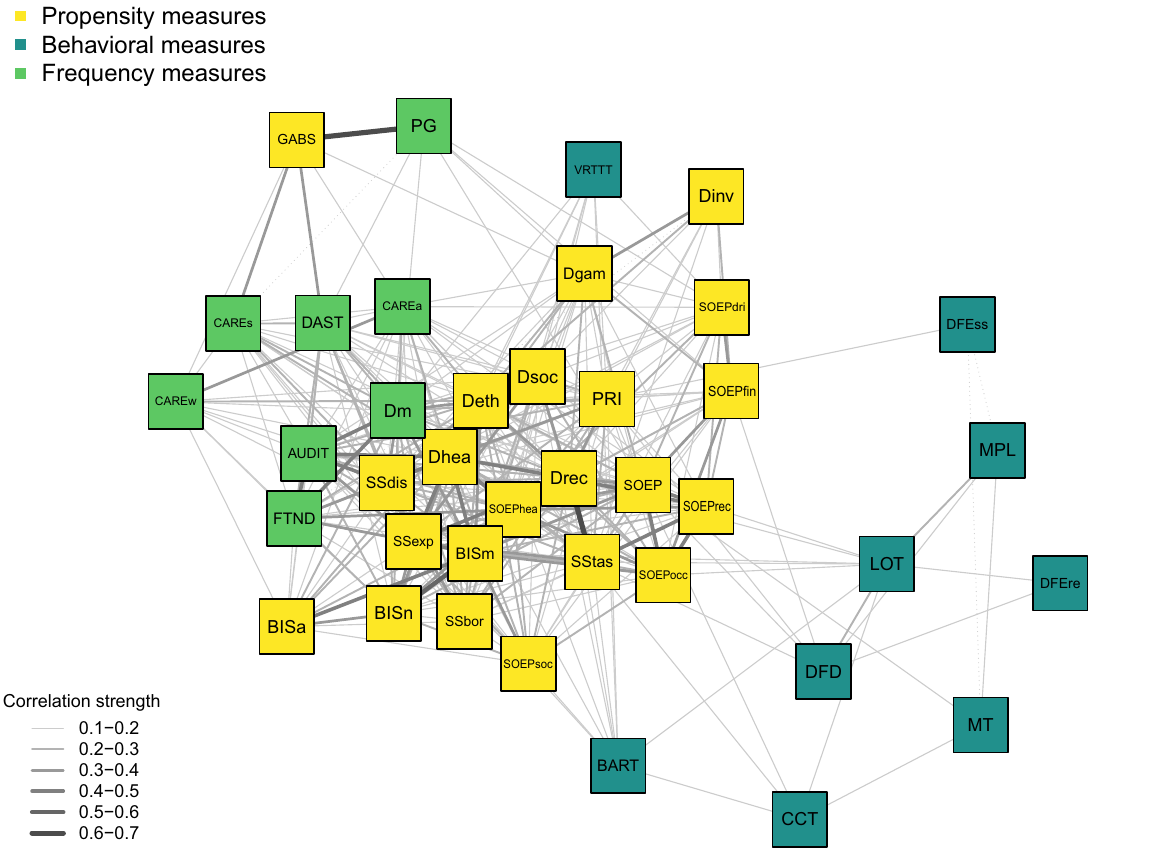 Propensity measures
Behavioral measures
Frequency measures
PG
GABS
VRTTT
Dinv
Dgam
CAREa
SOEPdri
CAREs
DAST
DFEss
Dsoc
SOEPfin
PRI
Deth
CAREw
Dm
MPL
AUDIT
Dhea
Drec
SSdis
SOEP
SOEPrec
SOEPhea
FTND
SSexp
BISm
SStas
LOT
SOEPocc
DFEre
BISn
SSbor
BISa
SOEPsoc
DFD
MT
BART
CCT
Correlation strength
0.1−0.2
0.2−0.3
0.3−0.4
0.4−0.5
0.5−0.6
0.6−0.7